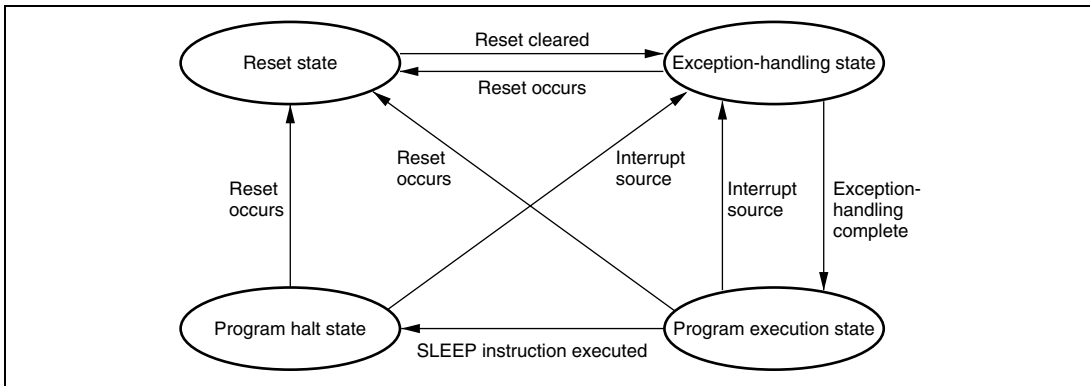 Reset state
Reset cleared
Exception-handling state
Reset occurs
Reset
occurs
Reset
occurs
Interrupt
source
Interrupt
source
Exception-
handling
complete
Program halt state
SLEEP instruction executed
Program execution state